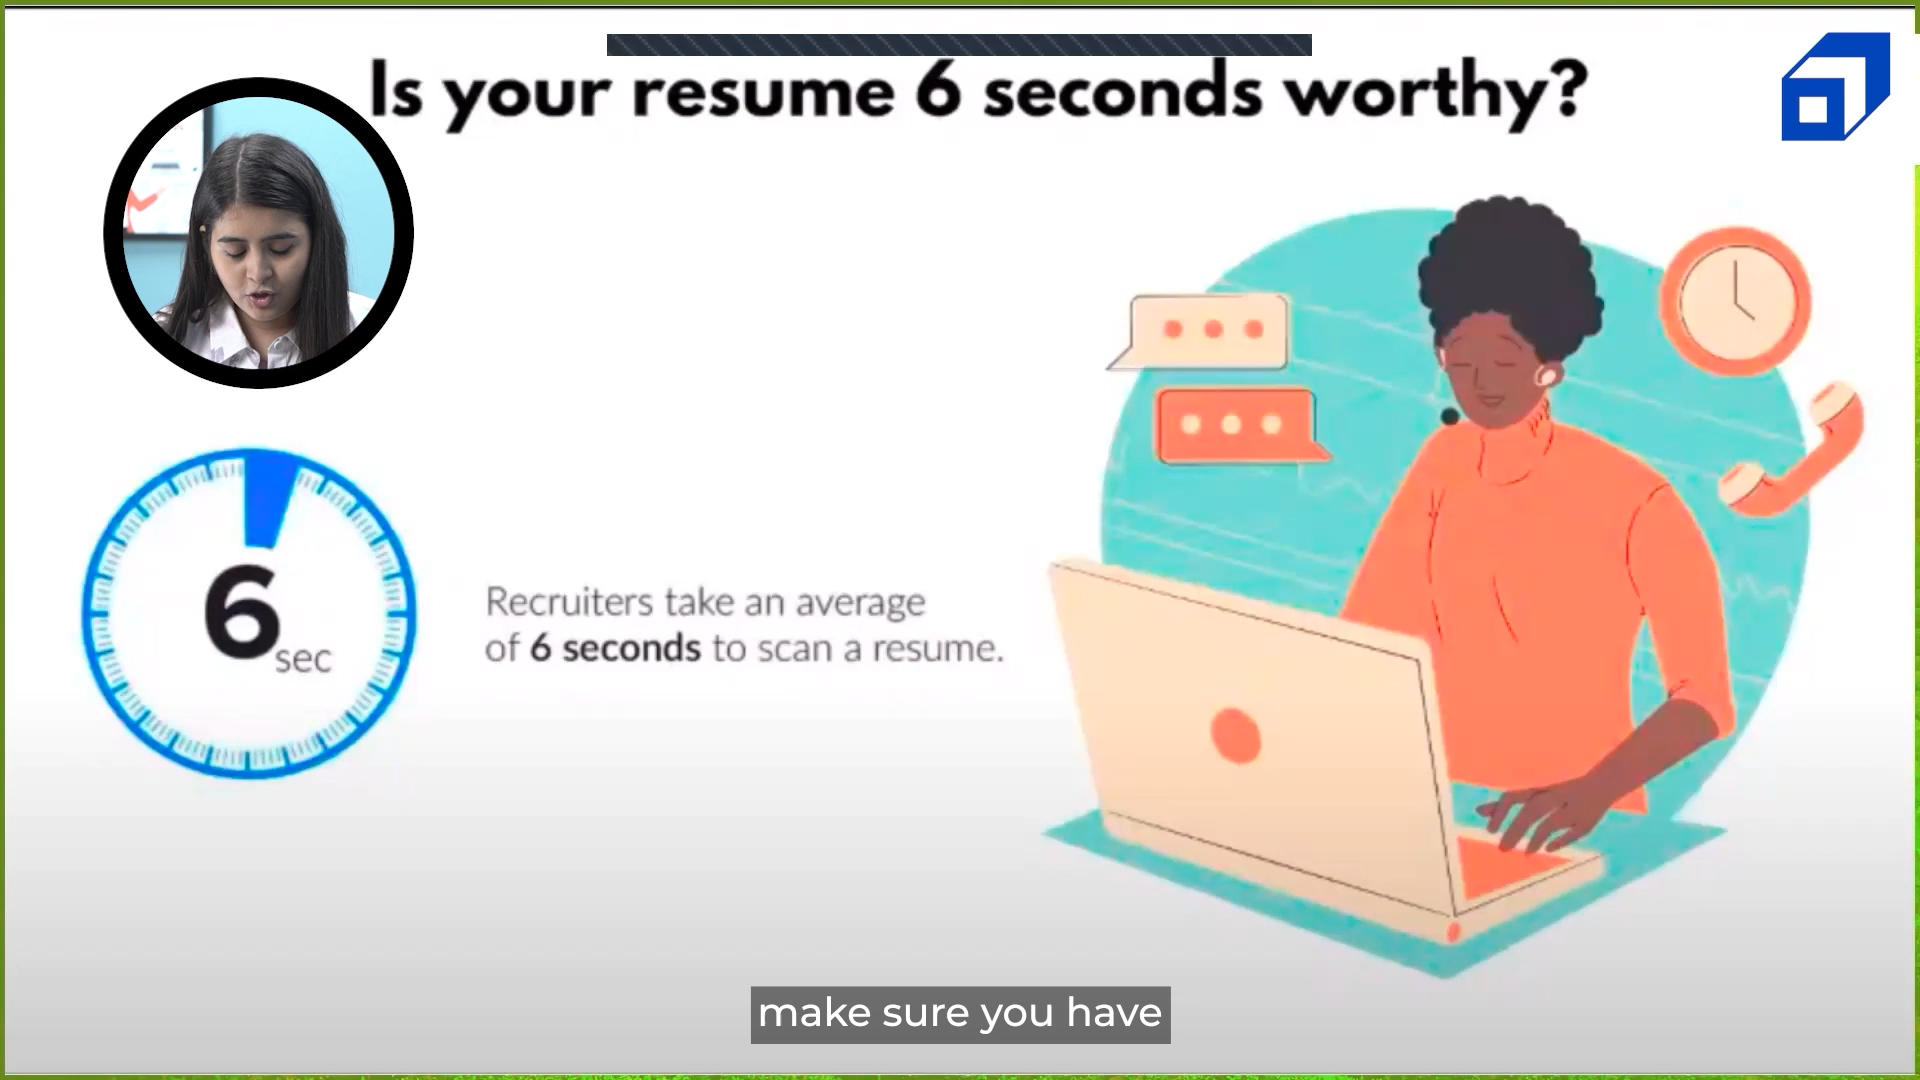 Is your resume 6 seconds worthy?
6
sec
Recruiters take an average
of 6 seconds to scan a resume.
make sure you have